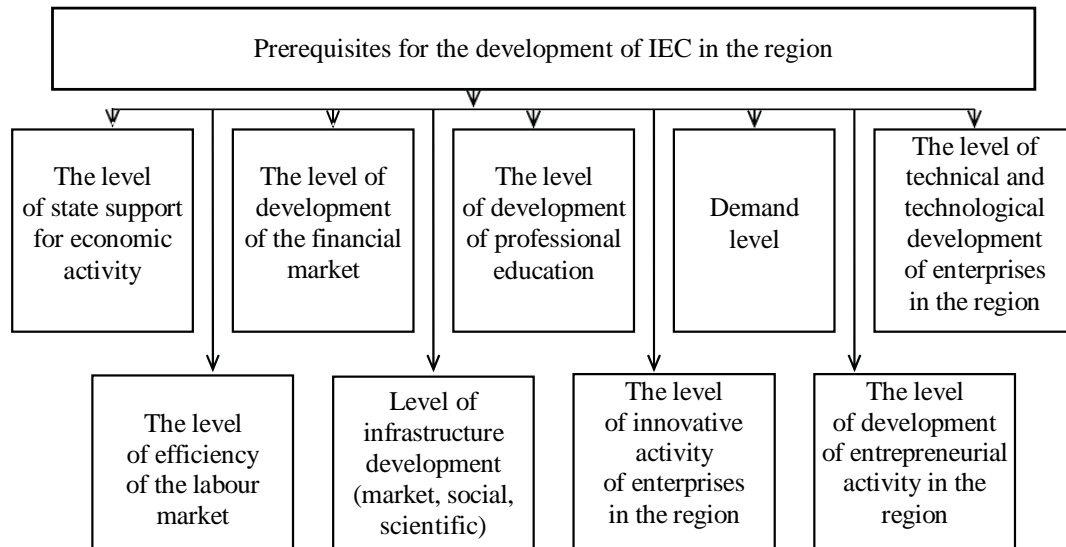 Prerequisites for the development of IEC in the region
The level
of state support
for economic
activity
The level of
development
of the financial
market
The level
of development
of professional
education
Demand
level
The level of
technical and
technological
development
of enterprises
in the region
The level
of efficiency
of the labour
market
Level of
infrastructure
development
(market, social,
scientific)
The level
of innovative
activity
of enterprises
in the region
The level
of development
of entrepreneurial
activity in the
region